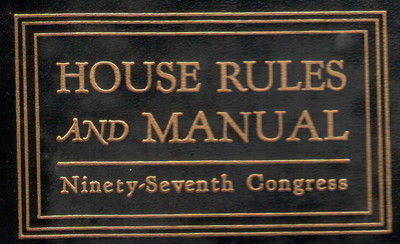 HOUSE RULES
AND MANUAL
Ninety-Seventh Congress